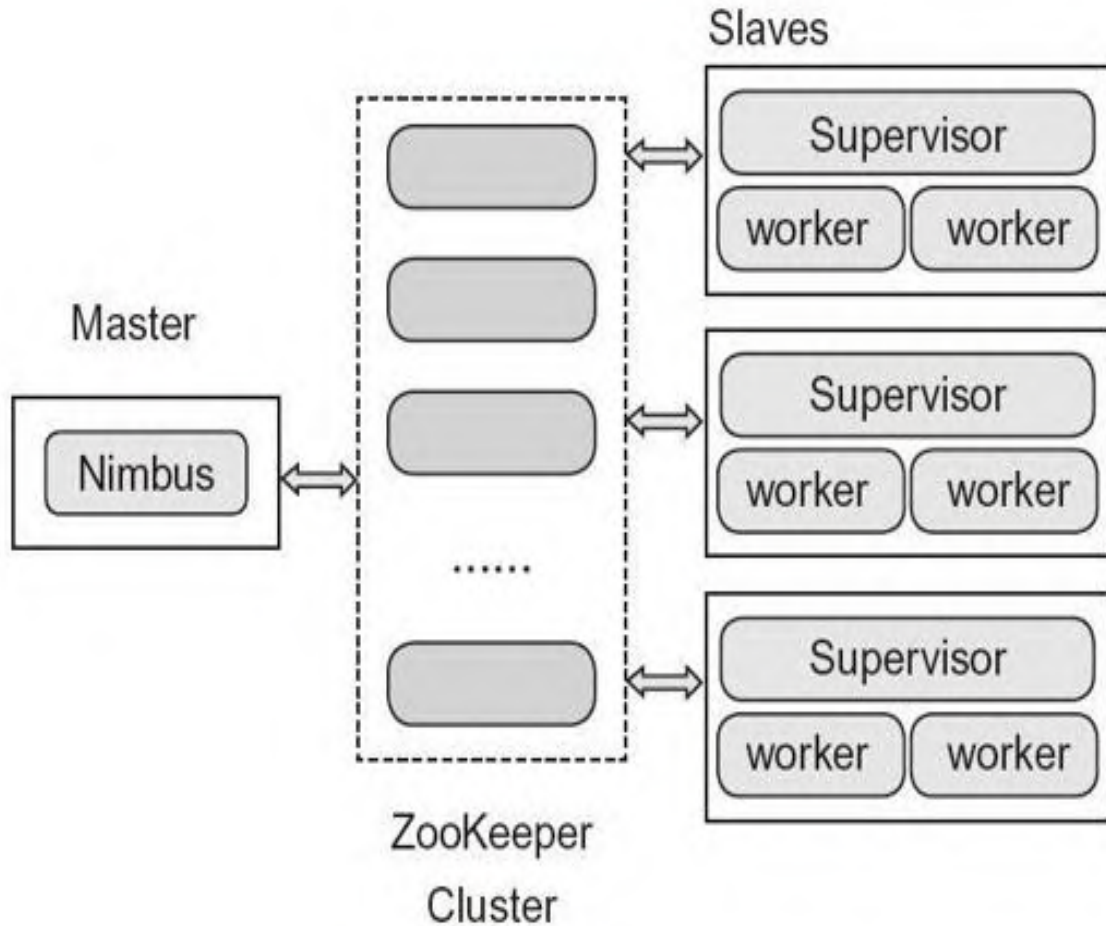 Master
Nimbus
......
ZooKeeper
Cluster
Slaves
Supervisor
worker worker
Supervisor
worker worker
Supervisor
worker worker